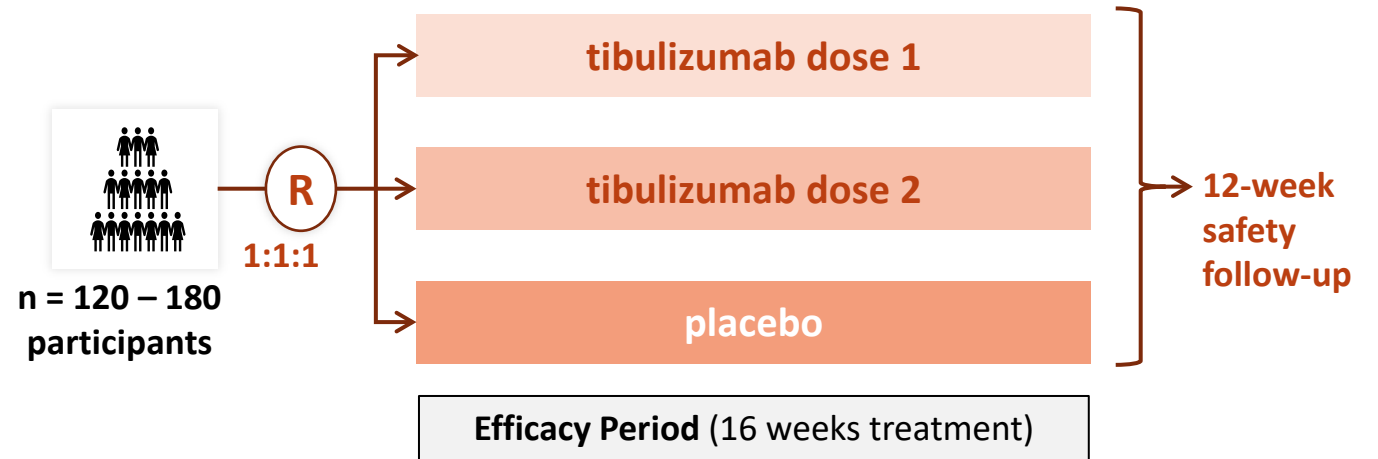 tibulizumab dose 1
R
1:1:1
n = 120 – 180
participants
tibulizumab dose 2
placebo
12-week
safety
follow-up
Efficacy Period (16 weeks treatment)